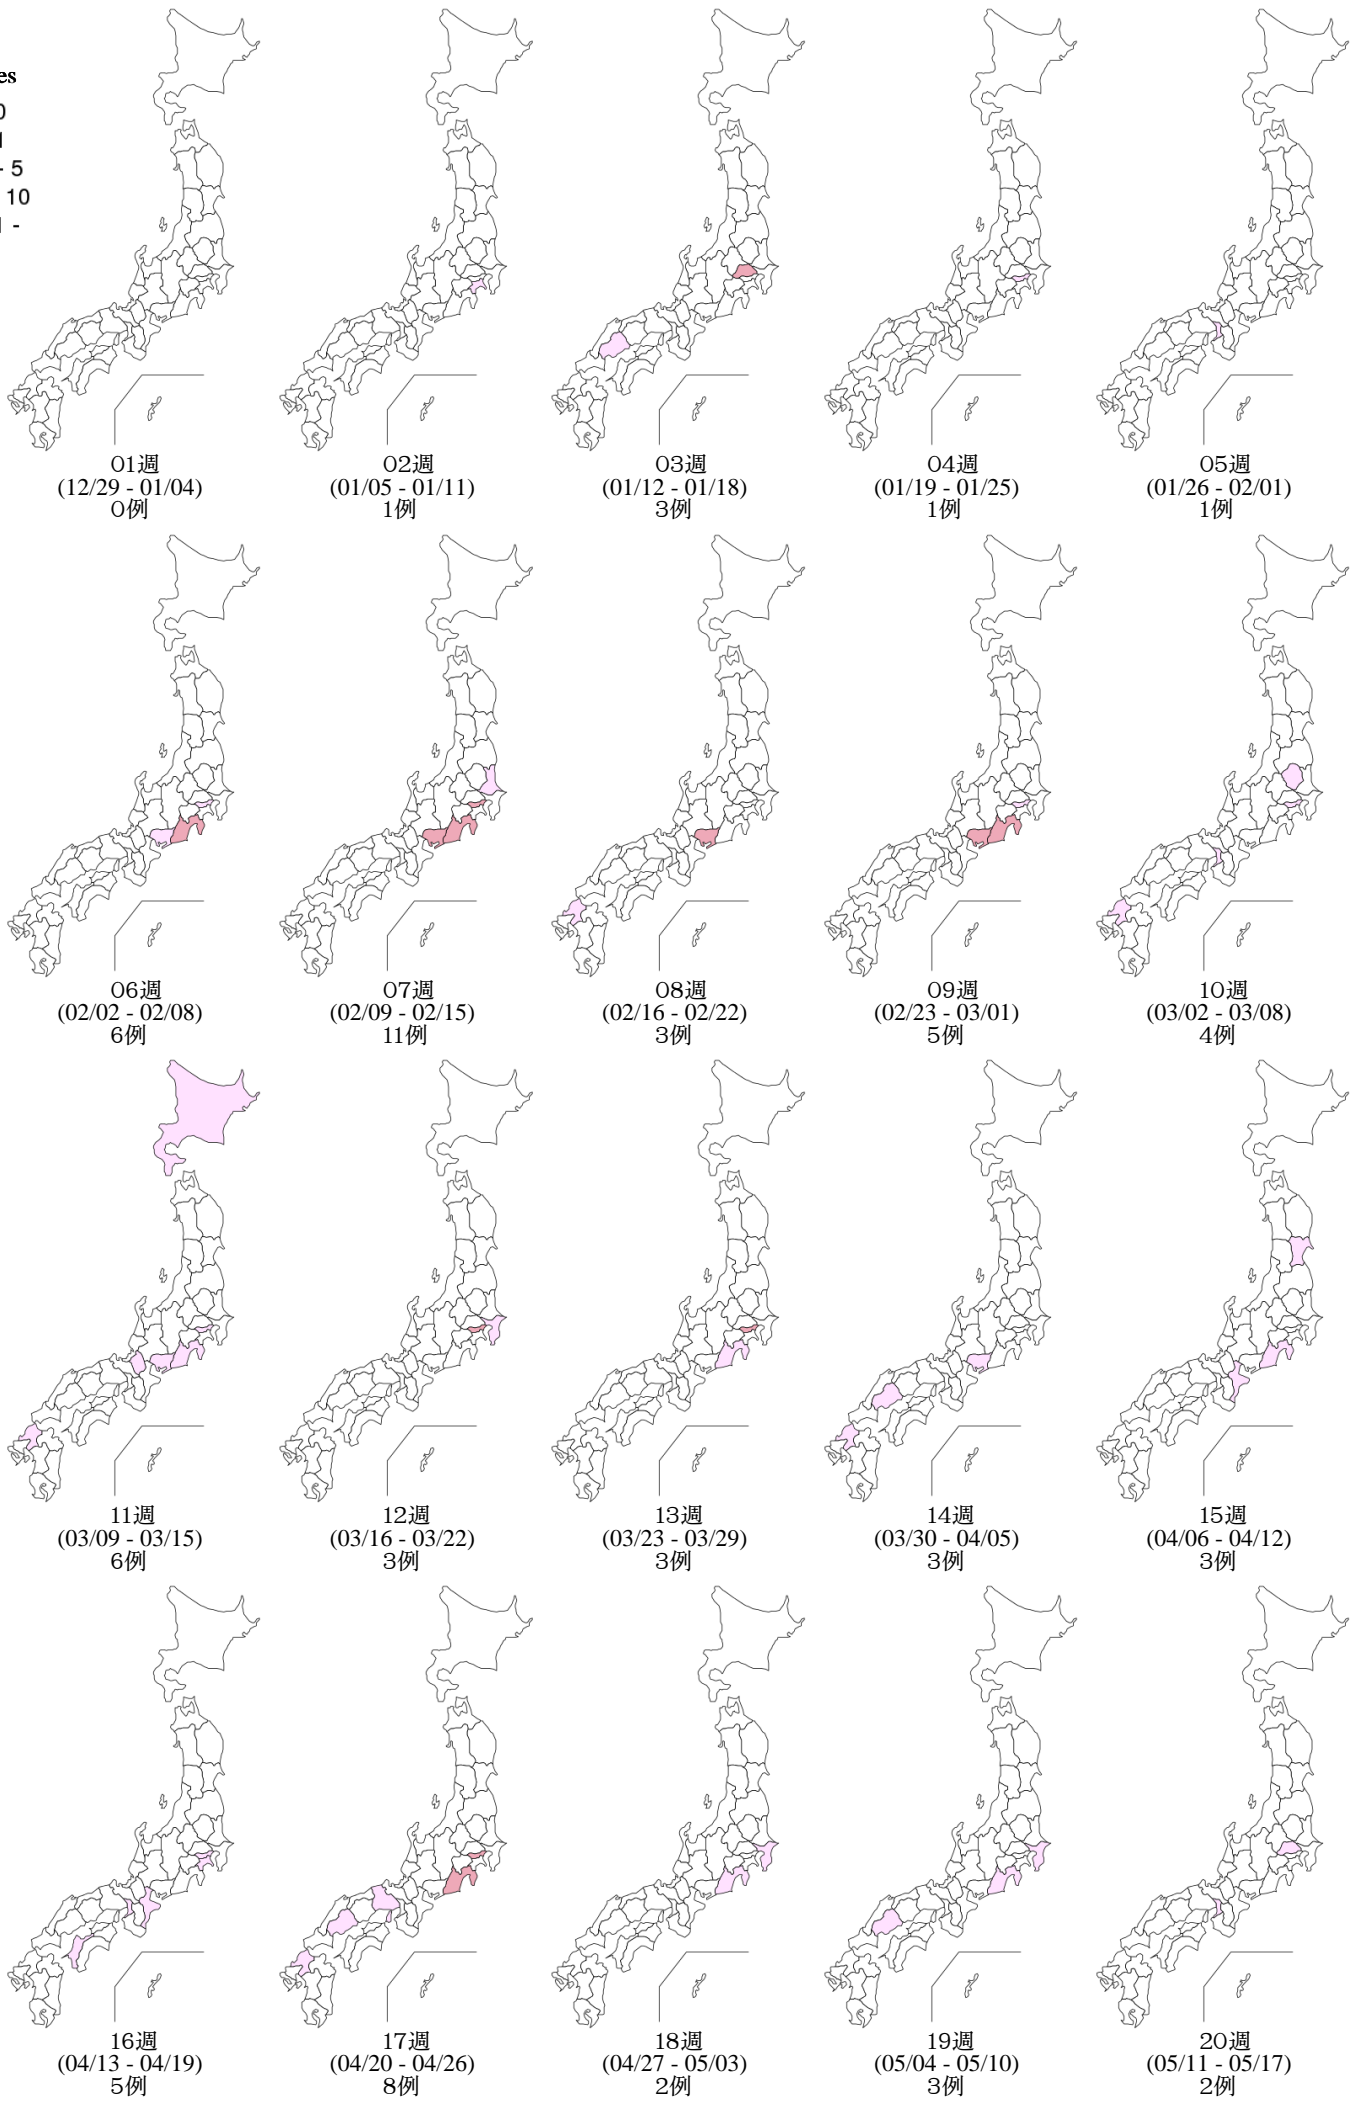 es
0
1
- 5
10
1 -
01週
(12/29 - 01/04)
0例
02週
(01/05 - 01/11)
1例
03週
(01/12 - 01/18)
3例
04週
(01/19 - 01/25)
1例
05週
(01/26 - 02/01)
1例
06週
(02/02 - 02/08)
6例
07週
(02/09 - 02/15)
11例
08週
(02/16 - 02/22)
3例
09週
(02/23 - 03/01)
5例
10週
(03/02 - 03/08)
4例
11週
(03/09 - 03/15)
6例
12週
(03/16 - 03/22)
3例
13週
(03/23 - 03/29)
3例
14週
(03/30 - 04/05)
3例
15週
(04/06 - 04/12)
3例
16週
(04/13 - 04/19)
5例
17週
(04/20 - 04/26)
8例
18週
(04/27 - 05/03)
2例
19週
(05/04 - 05/10)
3例
20週
(05/11 - 05/17)
2例